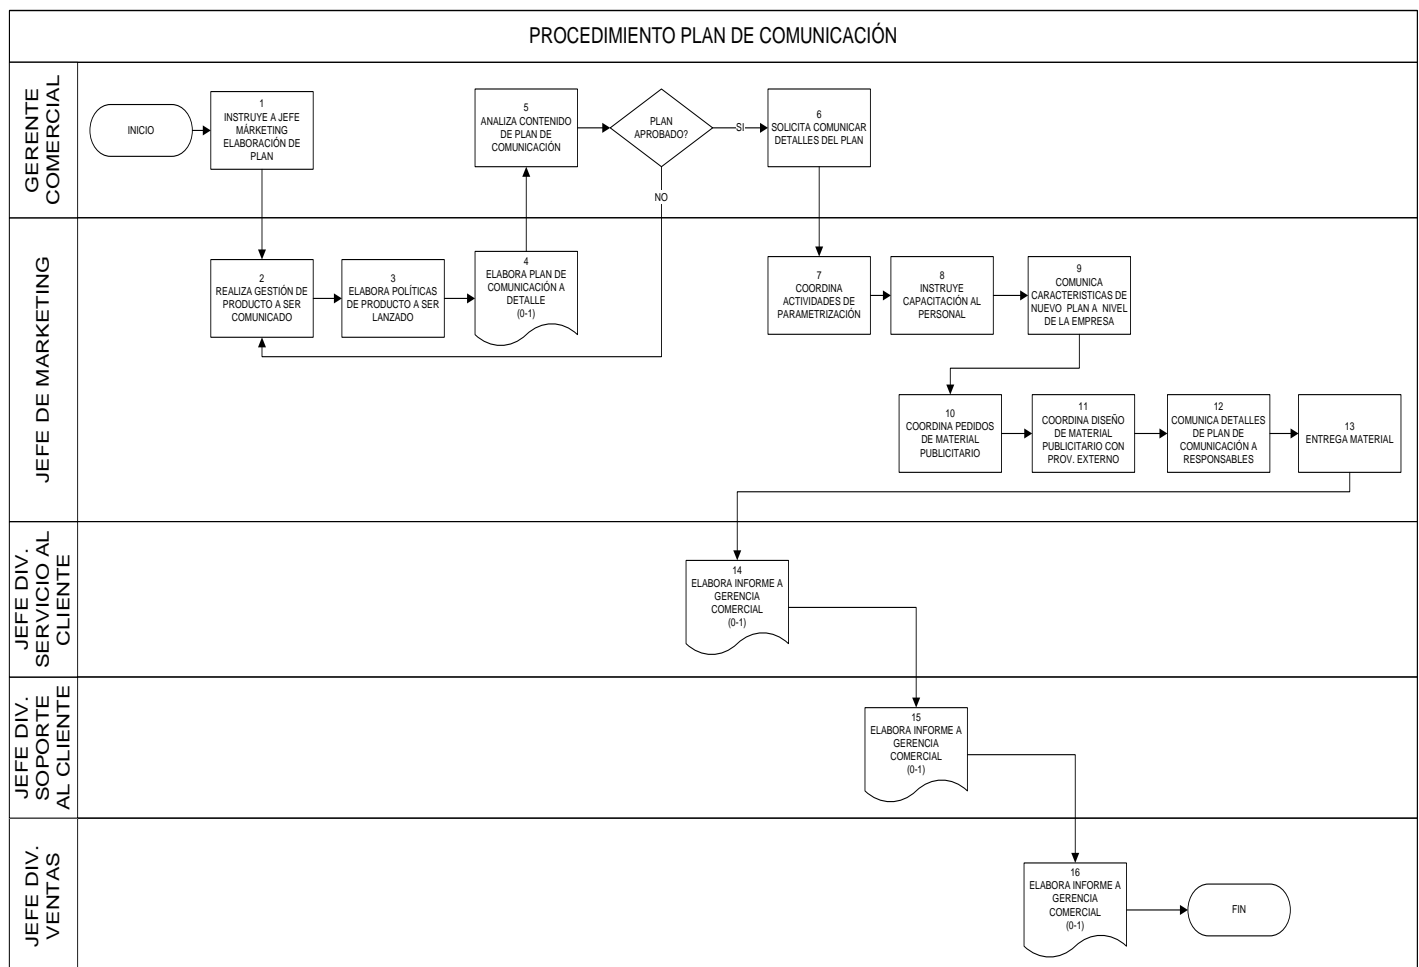 PROCEDIMIENTO PLAN DE COMUNICACIÓN
GERENTE
COMERCIAL
INICIO
1
INSTRUYE A JEFE
MÁRKETING
ELABORACIÓN DE
PLAN
5
ANALIZA CONTENIDO
DE PLAN DE
COMUNICACIÓN
PLAN
APROBADO?
SI
NO
6
SOLICITA COMUNICAR
DETALLES DEL PLAN
JEFE DE MARKETING
2
REALIZA GESTIÓN DE
PRODUCTO A SER
COMUNICADO
3
ELABORA POLÍTICAS
DE PRODUCTO A SER
LANZADO
4
ELABORA PLAN DE
COMUNICACIÓN A
DETALLE
(0-1)
7
COORDINA
ACTIVIDADES DE
PARAMETRIZACIÓN
8
INSTRUYE
CAPACITACIÓN AL
PERSONAL
9
COMUNICA
CARACTERISTICAS DE
NUEVO PLAN A NIVEL
DE LA EMPRESA
10
COORDINA PEDIDOS
DE MATERIAL
PUBLICITARIO
11
COORDINA DISEÑO
DE MATERIAL
PUBLICITARIO CON
PROV. EXTERNO
12
COMUNICA DETALLES
DE PLAN DE
COMUNICACIÓN A
RESPONSABLES
13
ENTREGA MATERIAL
JEFE DIV.
SERVICIO AL
CLIENTE
14
ELABORA INFORME A
GERENCIA
COMERCIAL
(0-1)
JEFE DIV.
SOPORTE
AL CLIENTE
15
ELABORA INFORME A
GERENCIA
COMERCIAL
(0-1)
JEFE DIV.
VENTAS
16
ELABORA INFORME A
GERENCIA
COMERCIAL
(0-1)
FIN